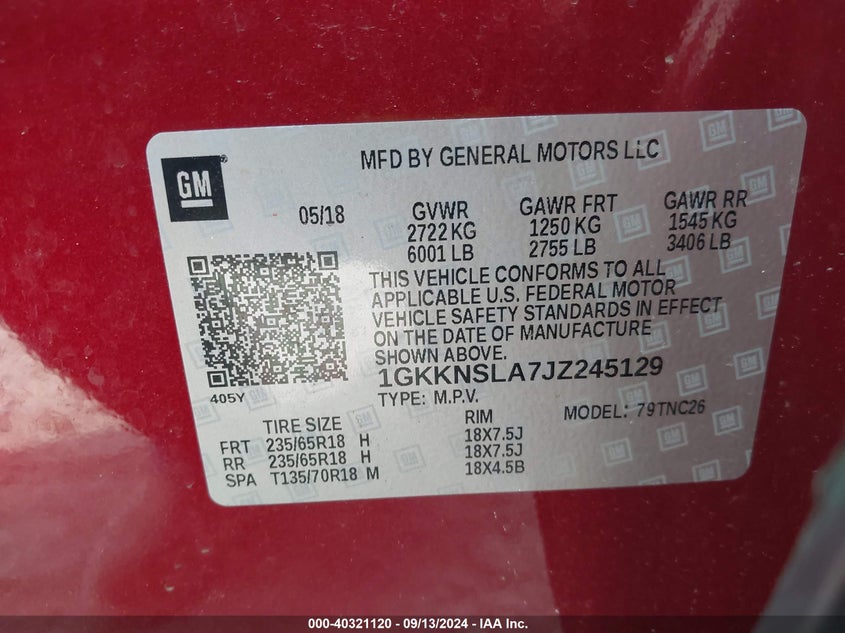 MFD BY GENERAL MOTORS LLC
GM
®
05/18
GVWR GAWR FRT GAWR RR
2722 KG 1250 KG 1545 KG
6001 LB 2755 LB 3406 LB
THIS VEHICLE CONFORMS TO ALL
APPLICABLE U.S. FEDERAL MOTOR
VEHICLE SAFETY STANDARDS IN EFFECT
ON THE DATE OF MANUFACTURE
SHOWN ABOVE.
405Y
1GKKNSLA7JZ245129
TYPE: M.P.V. MODEL: 79TNC26
TIRE SIZE RIM
FRT 235/65R18 H 18X7.5J
RR 235/65R18 H 18X7.5J
SPA T135/70R18 M 18X4.5B
000-40321120 - 09/13/2024 - IAA Inc.